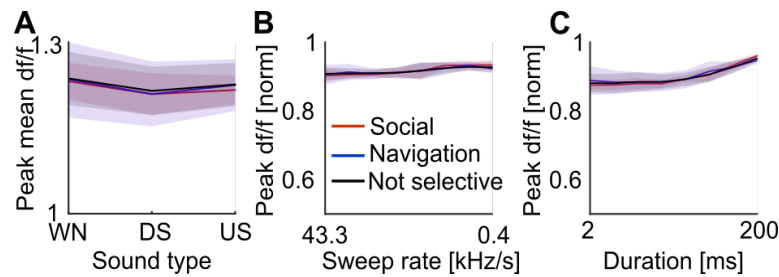 A
Peak mean df/f
1.3
1
WN
DS
US
Sound type
B
Peak df/f [norm]
1
0.8
0.6
Social
Navigation
Not selective
43.3
0.4
Sweep rate [kHz/s]
C
Peak df/f [norm]
1
0.8
0.6
2
200
Duration [ms]